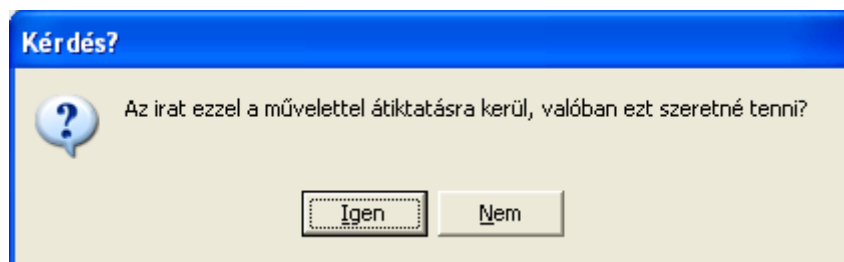 Kérdés?
Az irat ezzel a művelettel átiktatásra kerül, valóban ezt szeretné tenni?
Igen Nem